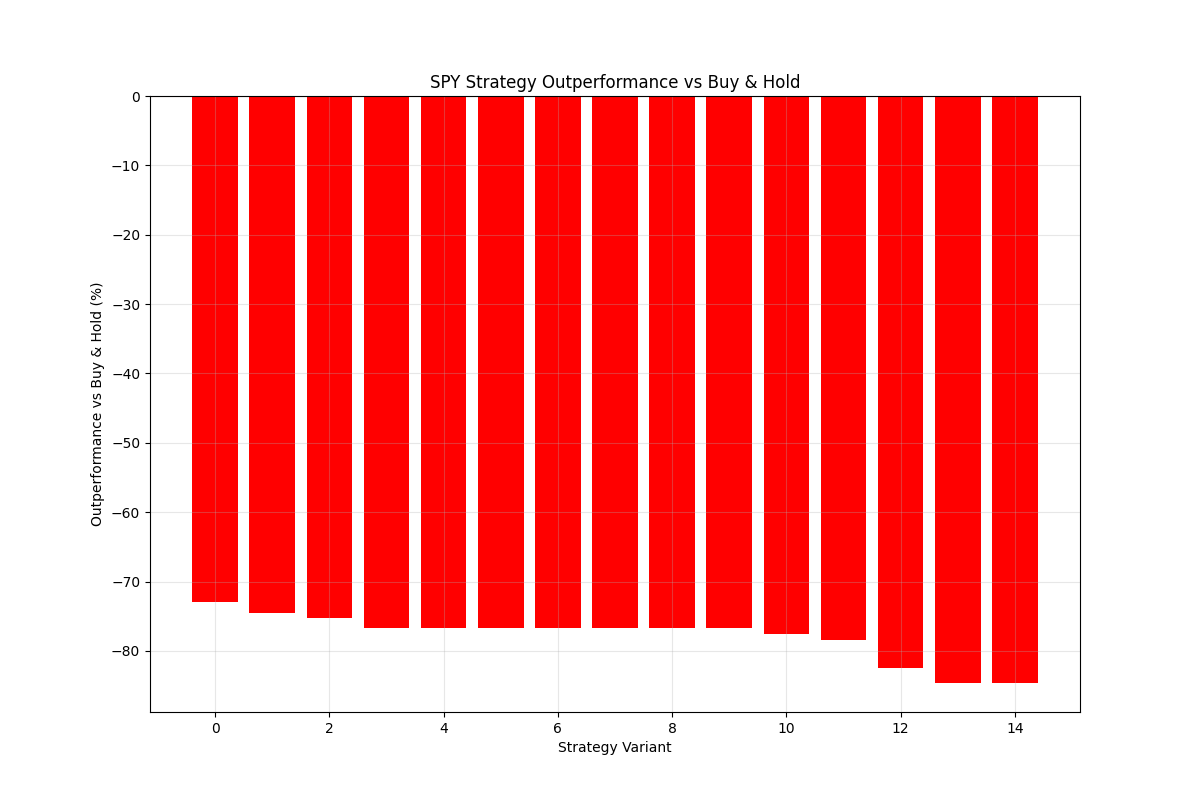 SPY Strategy Outperformance vs Buy & Hold
0
−10
−20
−30
−40
−50
−60
−70
−80
Outperformance vs Buy & Hold (%)
0 2 4 6 8 10 12 14
Strategy Variant